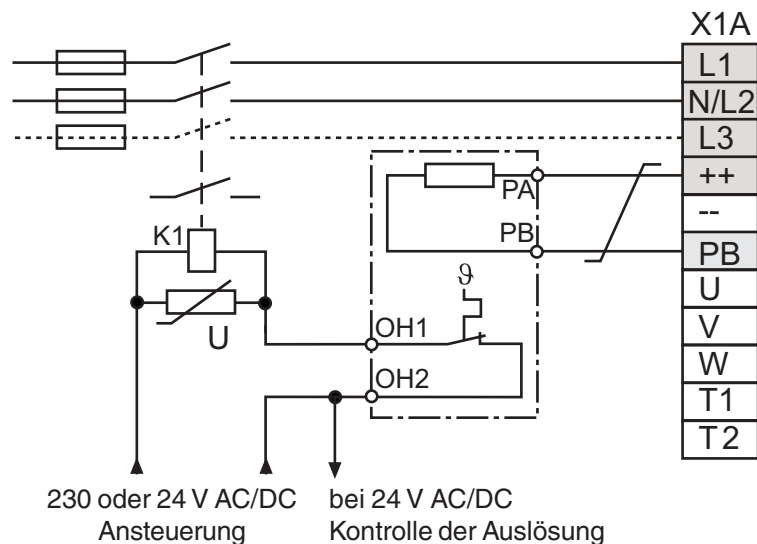 X1A
L1
N/L2
L3
++
--
PB
U
V
W
T1
T2
PA
PB
K1
U
ϑ
OH1
OH2
230 oder 24 V AC/DC
Ansteuerung
bei 24 V AC/DC
Kontrolle der Auslösung